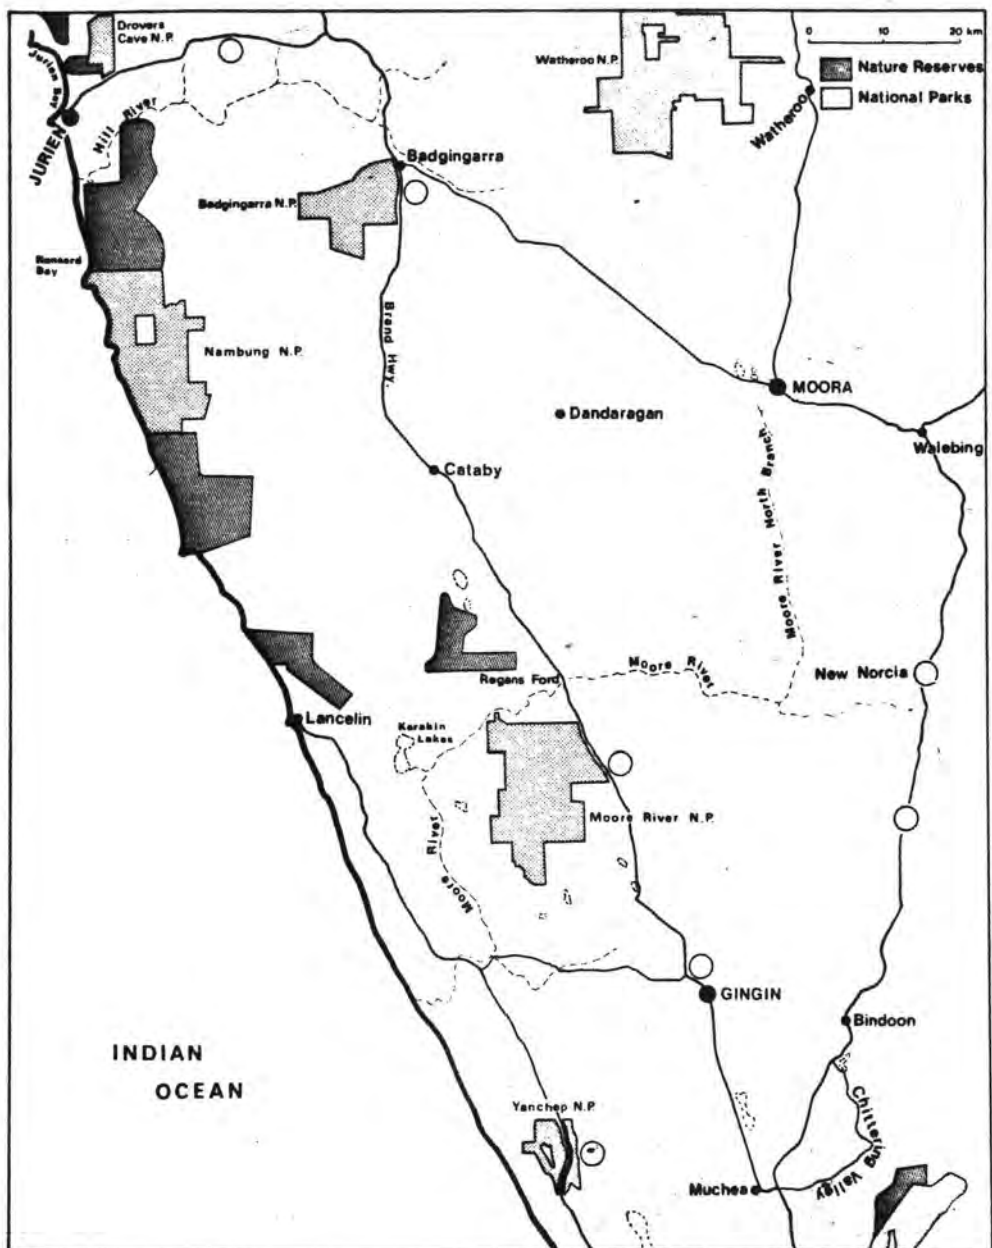 Drovers
Cave N.P.
Watheroo N.P.
0 10 20 km
Nature Reserves
National Parks
Jurien Bay
JURIEN
Hill River
Watheroo
Badgingarra
Badgingarra N.P.
Bay
Nambung N.P.
Brand Hwy.
MOORA
Dandaragan
Walebing
Cataby
Moore River North Branch
Regans Ford
Moore River
New Norcia
Lancelin
Karakin
Lakes
Moore River N.P.
Moore River
GINGIN
Bindoon
INDIAN
OCEAN
Yanchep N.P.
Chittering Valley
Muchea